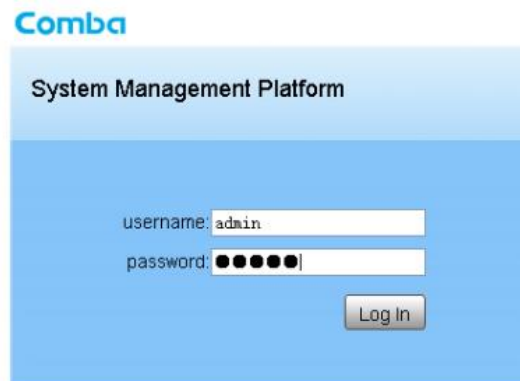 Comba
System Management Platform
username: admin
password: ●●●●●
Log In